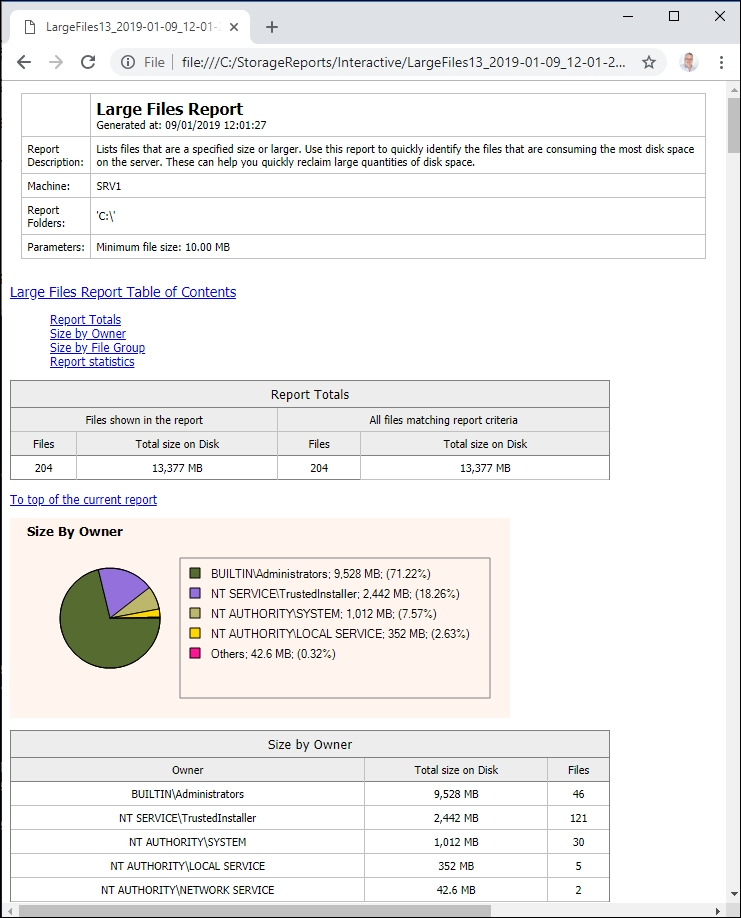 LargeFiles13_2019-01-09_12-01-2
File
file:///C:/StorageReports/Interactive/LargeFiles13_2019-01-09_12-01-2...
Large Files Report
Generated at: 09/01/2019 12:01:27
Report Description:
Lists files that are a specified size or larger. Use this report to quickly identify the files that are consuming the most disk space
on the server. These can help you quickly reclaim large quantities of disk space.
Machine:
SRV1
Report Folders:
'C:\'
Parameters:
Minimum file size: 10.00 MB
Large Files Report Table of Contents
Report Totals
Size by Owner
Size by File Group
Report statistics
Report Totals
Files shown in the report All files matching report criteria
Files Total size on Disk Files Total size on Disk
204 13,377 MB 204 13,377 MB
To top of the current report
Size By Owner
BUILTIN\Administrators; 9,528 MB; (71.22%)
NT SERVICE\TrustedInstaller; 2,442 MB; (18.26%)
NT AUTHORITY\SYSTEM; 1,012 MB; (7.57%)
NT AUTHORITY\LOCAL SERVICE; 352 MB; (2.63%)
Others; 42.6 MB; (0.32%)
Size by Owner
Owner Total size on Disk Files
BUILTIN\Administrators 9,528 MB 46
NT SERVICE\TrustedInstaller 2,442 MB 121
NT AUTHORITY\SYSTEM 1,012 MB 30
NT AUTHORITY\LOCAL SERVICE 352 MB 5
NT AUTHORITY\NETWORK SERVICE 42.6 MB 2